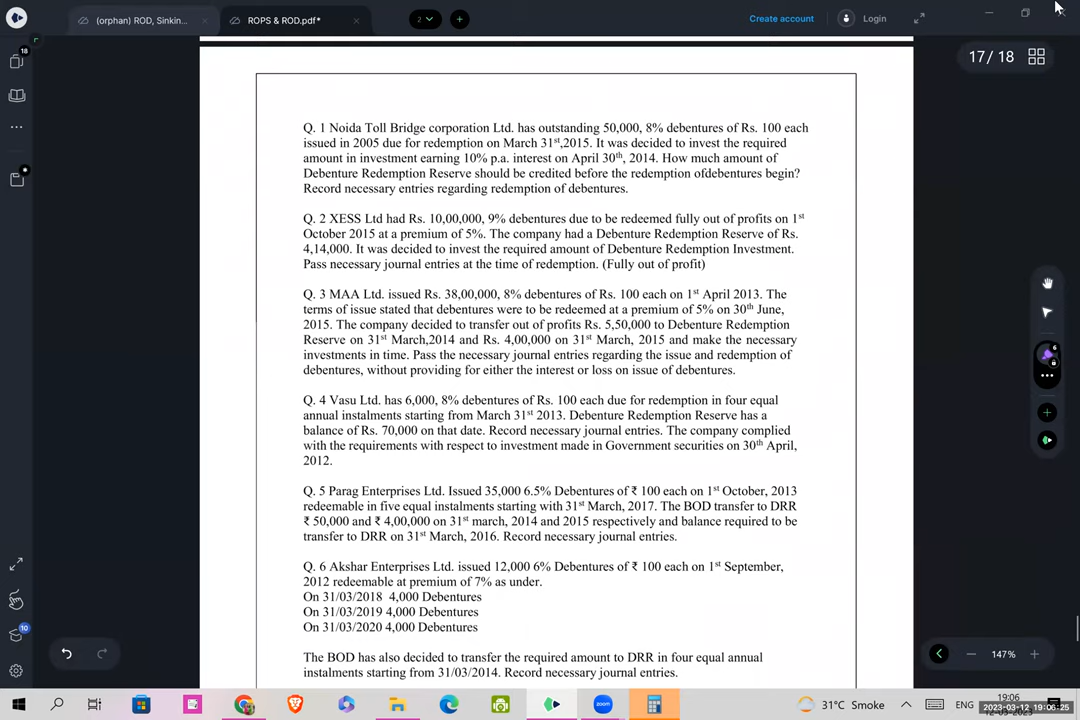 (orphan) ROD, Sinkin...
ROPS & ROD.pdf*
2
Create account
Login
17/ 18
18
Q. 1 Noida Toll Bridge corporation Ltd. has outstanding 50,000, 8% debentures of Rs. 100 each
issued in 2005 due for redemption on March 31st,2015. It was decided to invest the required
amount in investment earning 10% p.a. interest on April 30th, 2014. How much amount of
Debenture Redemption Reserve should be credited before the redemption ofdebentures begin?
Record necessary entries regarding redemption of debentures.
Q. 2 XESS Ltd had Rs. 10,00,000, 9% debentures due to be redeemed fully out of profits on 1st
October 2015 at a premium of 5%. The company had a Debenture Redemption Reserve of Rs.
4,14,000. It was decided to invest the required amount of Debenture Redemption Investment.
Pass necessary journal entries at the time of redemption. (Fully out of profit)
Q. 3 MAA Ltd. issued Rs. 38,00,000, 8% debentures of Rs. 100 each on 1st April 2013. The
terms of issue stated that debentures were to be redeemed at a premium of 5% on 30th June,
2015. The company decided to transfer out of profits Rs. 5,50,000 to Debenture Redemption
Reserve on 31st March,2014 and Rs. 4,00,000 on 31st March, 2015 and make the necessary
investments in time. Pass the necessary journal entries regarding the issue and redemption of
debentures, without providing for either the interest or loss on issue of debentures.
Q. 4 Vasu Ltd. has 6,000, 8% debentures of Rs. 100 each due for redemption in four equal
annual instalments starting from March 31st 2013. Debenture Redemption Reserve has a
balance of Rs. 70,000 on that date. Record necessary journal entries. The company complied
with the requirements with respect to investment made in Government securities on 30th April,
2012.
Q. 5 Parag Enterprises Ltd. Issued 35,000 6.5% Debentures of ₹ 100 each on 1st October, 2013
redeemable in five equal instalments starting with 31st March, 2017. The BOD transfer to DRR
₹ 50,000 and ₹ 4,00,000 on 31st march, 2014 and 2015 respectively and balance required to be
transfer to DRR on 31st March, 2016. Record necessary journal entries.
Q. 6 Akshar Enterprises Ltd. issued 12,000 6% Debentures of ₹ 100 each on 1st September,
2012 redeemable at premium of 7% as under.
On 31/03/2018 4,000 Debentures
On 31/03/2019 4,000 Debentures
On 31/03/2020 4,000 Debentures
The BOD has also decided to transfer the required amount to DRR in four equal annual
instalments starting from 31/03/2014. Record necessary journal entries.
6
10
147%
zoom
31°C Smoke
ENG
19:06
2023-03-12 19:06:25